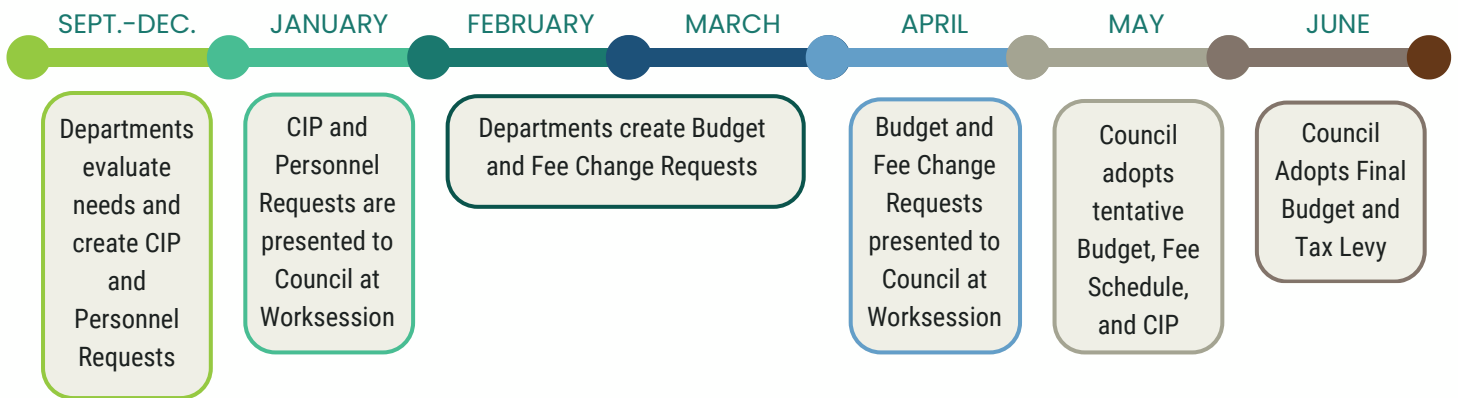 SEPT.-DEC.
JANUARY
FEBRUARY
MARCH
APRIL
MAY
JUNE
Departments
evaluate
needs and
create CIP
and
Personnel
Requests
CIP and
Personnel
Requests are
presented to
Council at
Worksession
Departments create Budget
and Fee Change Requests
Budget and
Fee Change
Requests
presented to
Council at
Worksession
Council
adopts
tentative
Budget, Fee
Schedule,
and CIP
Council
Adopts Final
Budget and
Tax Levy